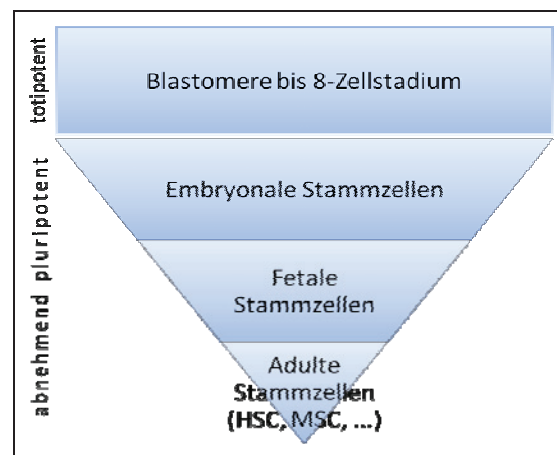 totipotent
Blastomere bis 8-Zellstadium
abnehmend pluripotent
Embryonale Stammzellen
Fetale
Stammzellen
Adulte
Stammzellen
(HSC, MSC, ...)